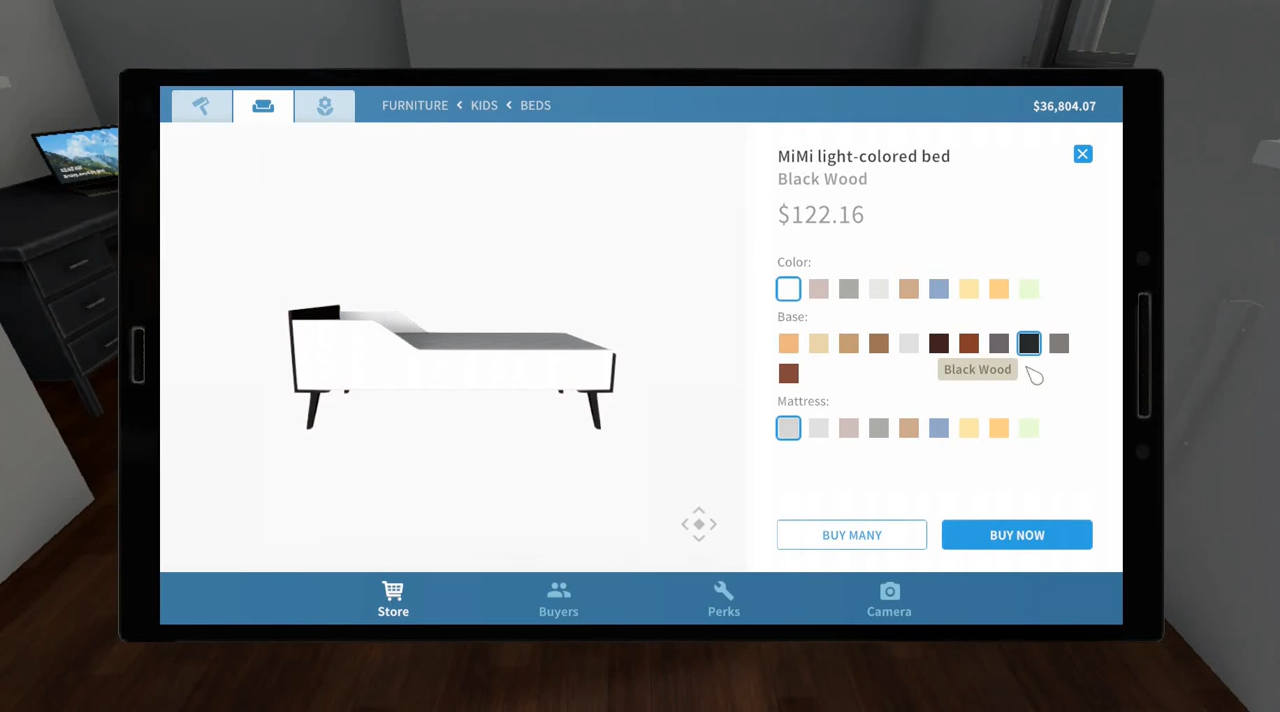 FURNITURE < KIDS < BEDS
$36,804.07
MiMi light-colored bed
Black Wood
$122.16
Color:
Base:
Black Wood
Mattress:
BUY MANY
BUY NOW
Store
Buyers
Perks
Camera